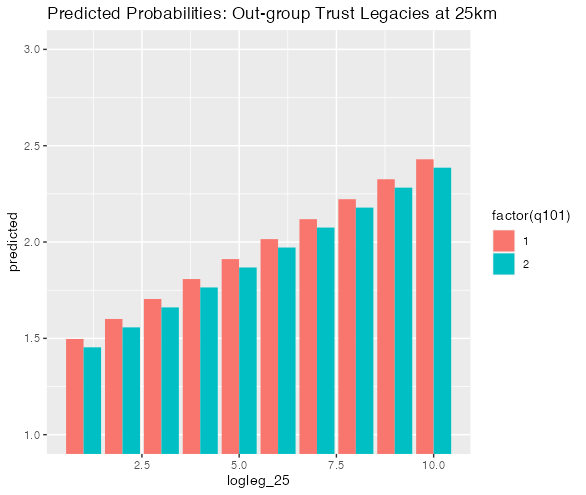 Predicted Probabilities: Out-group Trust Legacies at 25km
3.0
2.5
2.0
1.5
1.0
predicted
2.5
5.0
7.5
10.0
logleg_25
factor(q101)
1
2